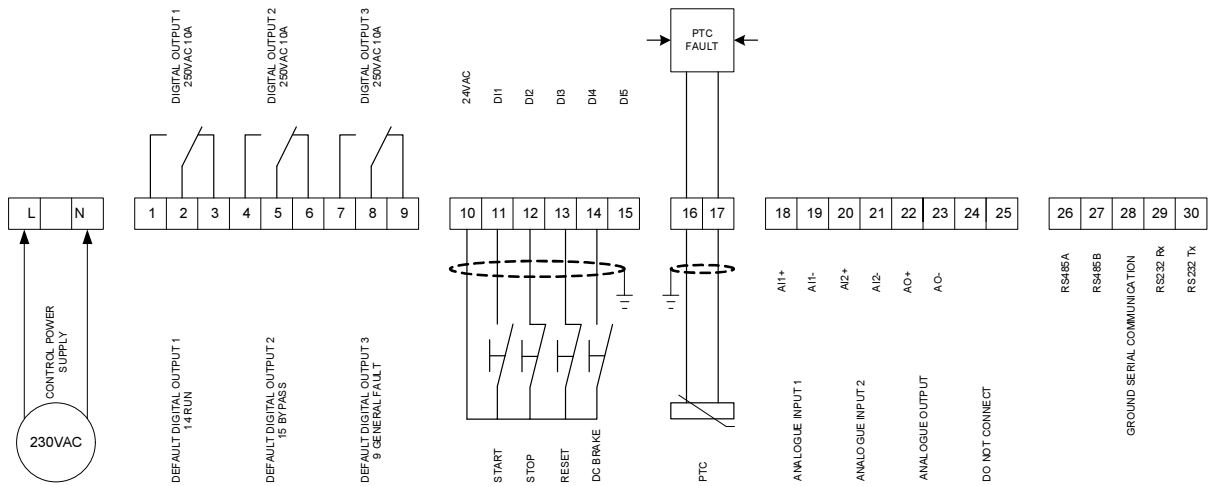 DIGITAL OUTPUT 1
250VAC 10A
DIGITAL OUTPUT 2
250VAC 10A
DIGITAL OUTPUT 3
250VAC 10A
24VAC
DI1
DI2
DI3
DI4
DI5
PTC
FAULT
L
N
1
2
3
4
5
6
7
8
9
10
11
12
13
14
15
16
17
18
19
20
21
22
23
24
25
26
27
28
29
30
CONTROL POWER
SUPPLY
230VAC
DEFAULT DIGITAL OUTPUT 1
14 RUN
DEFAULT DIGITAL OUTPUT 2
15 BYPASS
DEFAULT DIGITAL OUTPUT 3
9 GENERAL FAULT
START
STOP
RESET
DC BRAKE
PTC
AI1+
AI1-
AI2+
AI2-
AO+
AO-
ANALOGUE INPUT 1
ANALOGUE INPUT 2
ANALOGUE OUTPUT
DO NOT CONNECT
RS485A
RS485B
GROUND SERIAL COMMUNICATION
RS232 Rx
RS232 Tx